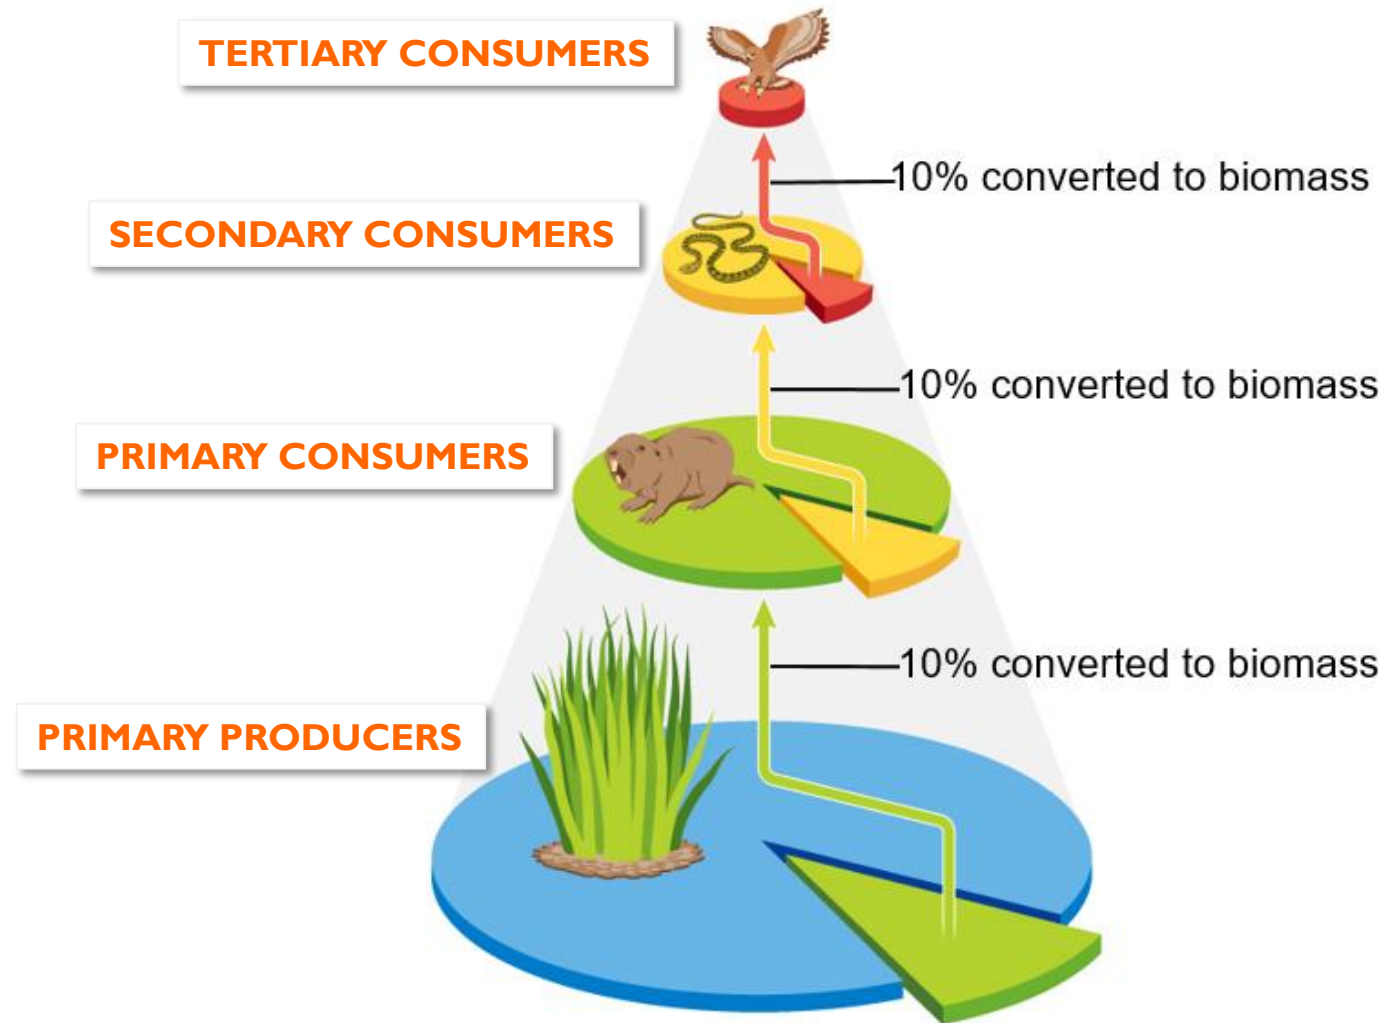 TERTIARY CONSUMERS
10% converted to biomass
SECONDARY CONSUMERS
10% converted to biomass
PRIMARY CONSUMERS
10% converted to biomass
PRIMARY PRODUCERS